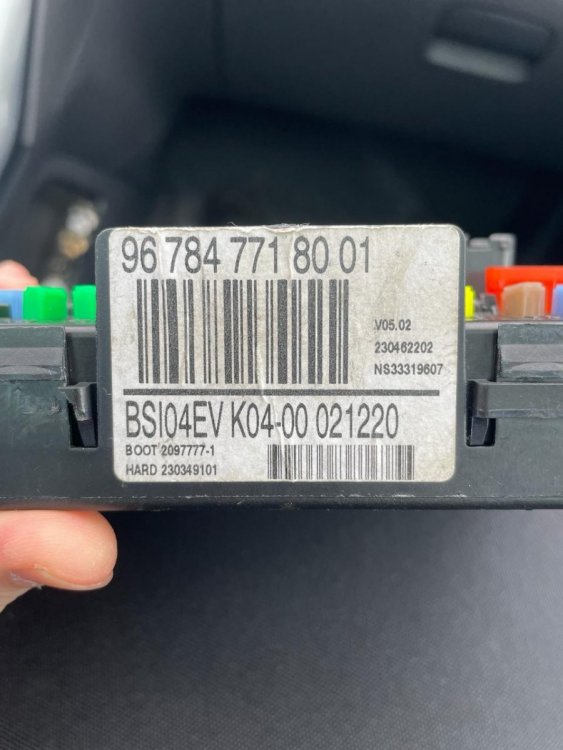 96 784 771 80 01
V05.02
230462202
NS33319607
BSI04EV K04-00 021220
BOOT 2097777-1
HARD 230349101